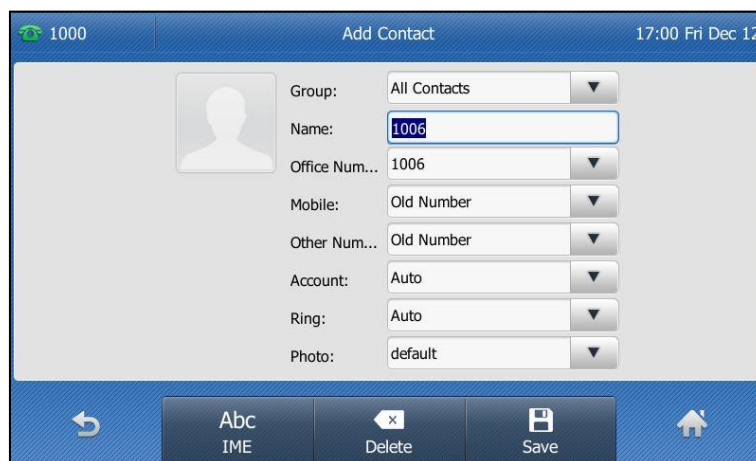 1000 Add Contact 17:00 Fri Dec 12
Group: All Contacts
Name: 1006
Office Num... 1006
Mobile: Old Number
Other Num... Old Number
Account: Auto
Ring: Auto
Photo: default
Abc
IME Delete Save